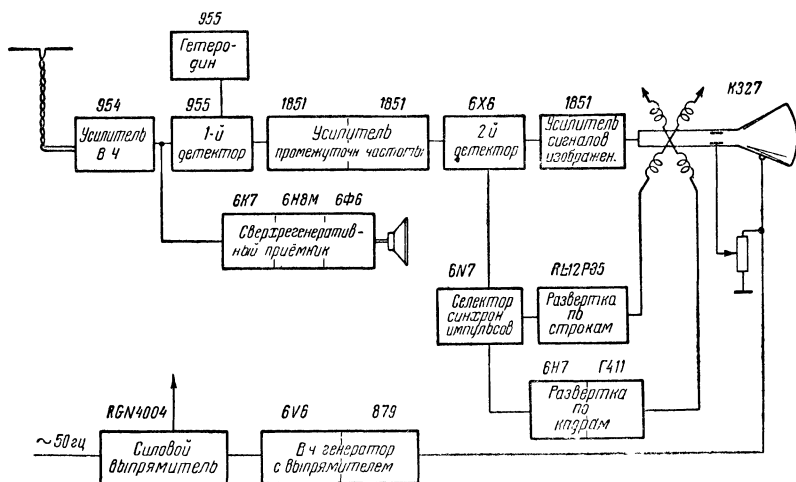 955
Гетеро-
дин
954
955
1851
1851
6Х6
1851
К327
Усилитель
В Ч
1-й
детектор
Усилитель
промежуточн частоты
2 й
детектор
Усилитель
сигналов
изображен.
6К7
6Н8М
6Ф6
Сверхрегенератив-
ный приёмник
6N7
RL12P35
Селектор
синхрон
импульсов
Развертка
по
строкам
6Н7
Г411
Развертка
по
кадрам
RGN4004
6V6
879
~50гц
Силовой
выпрямитель
В ч генератор
с выпрямителем